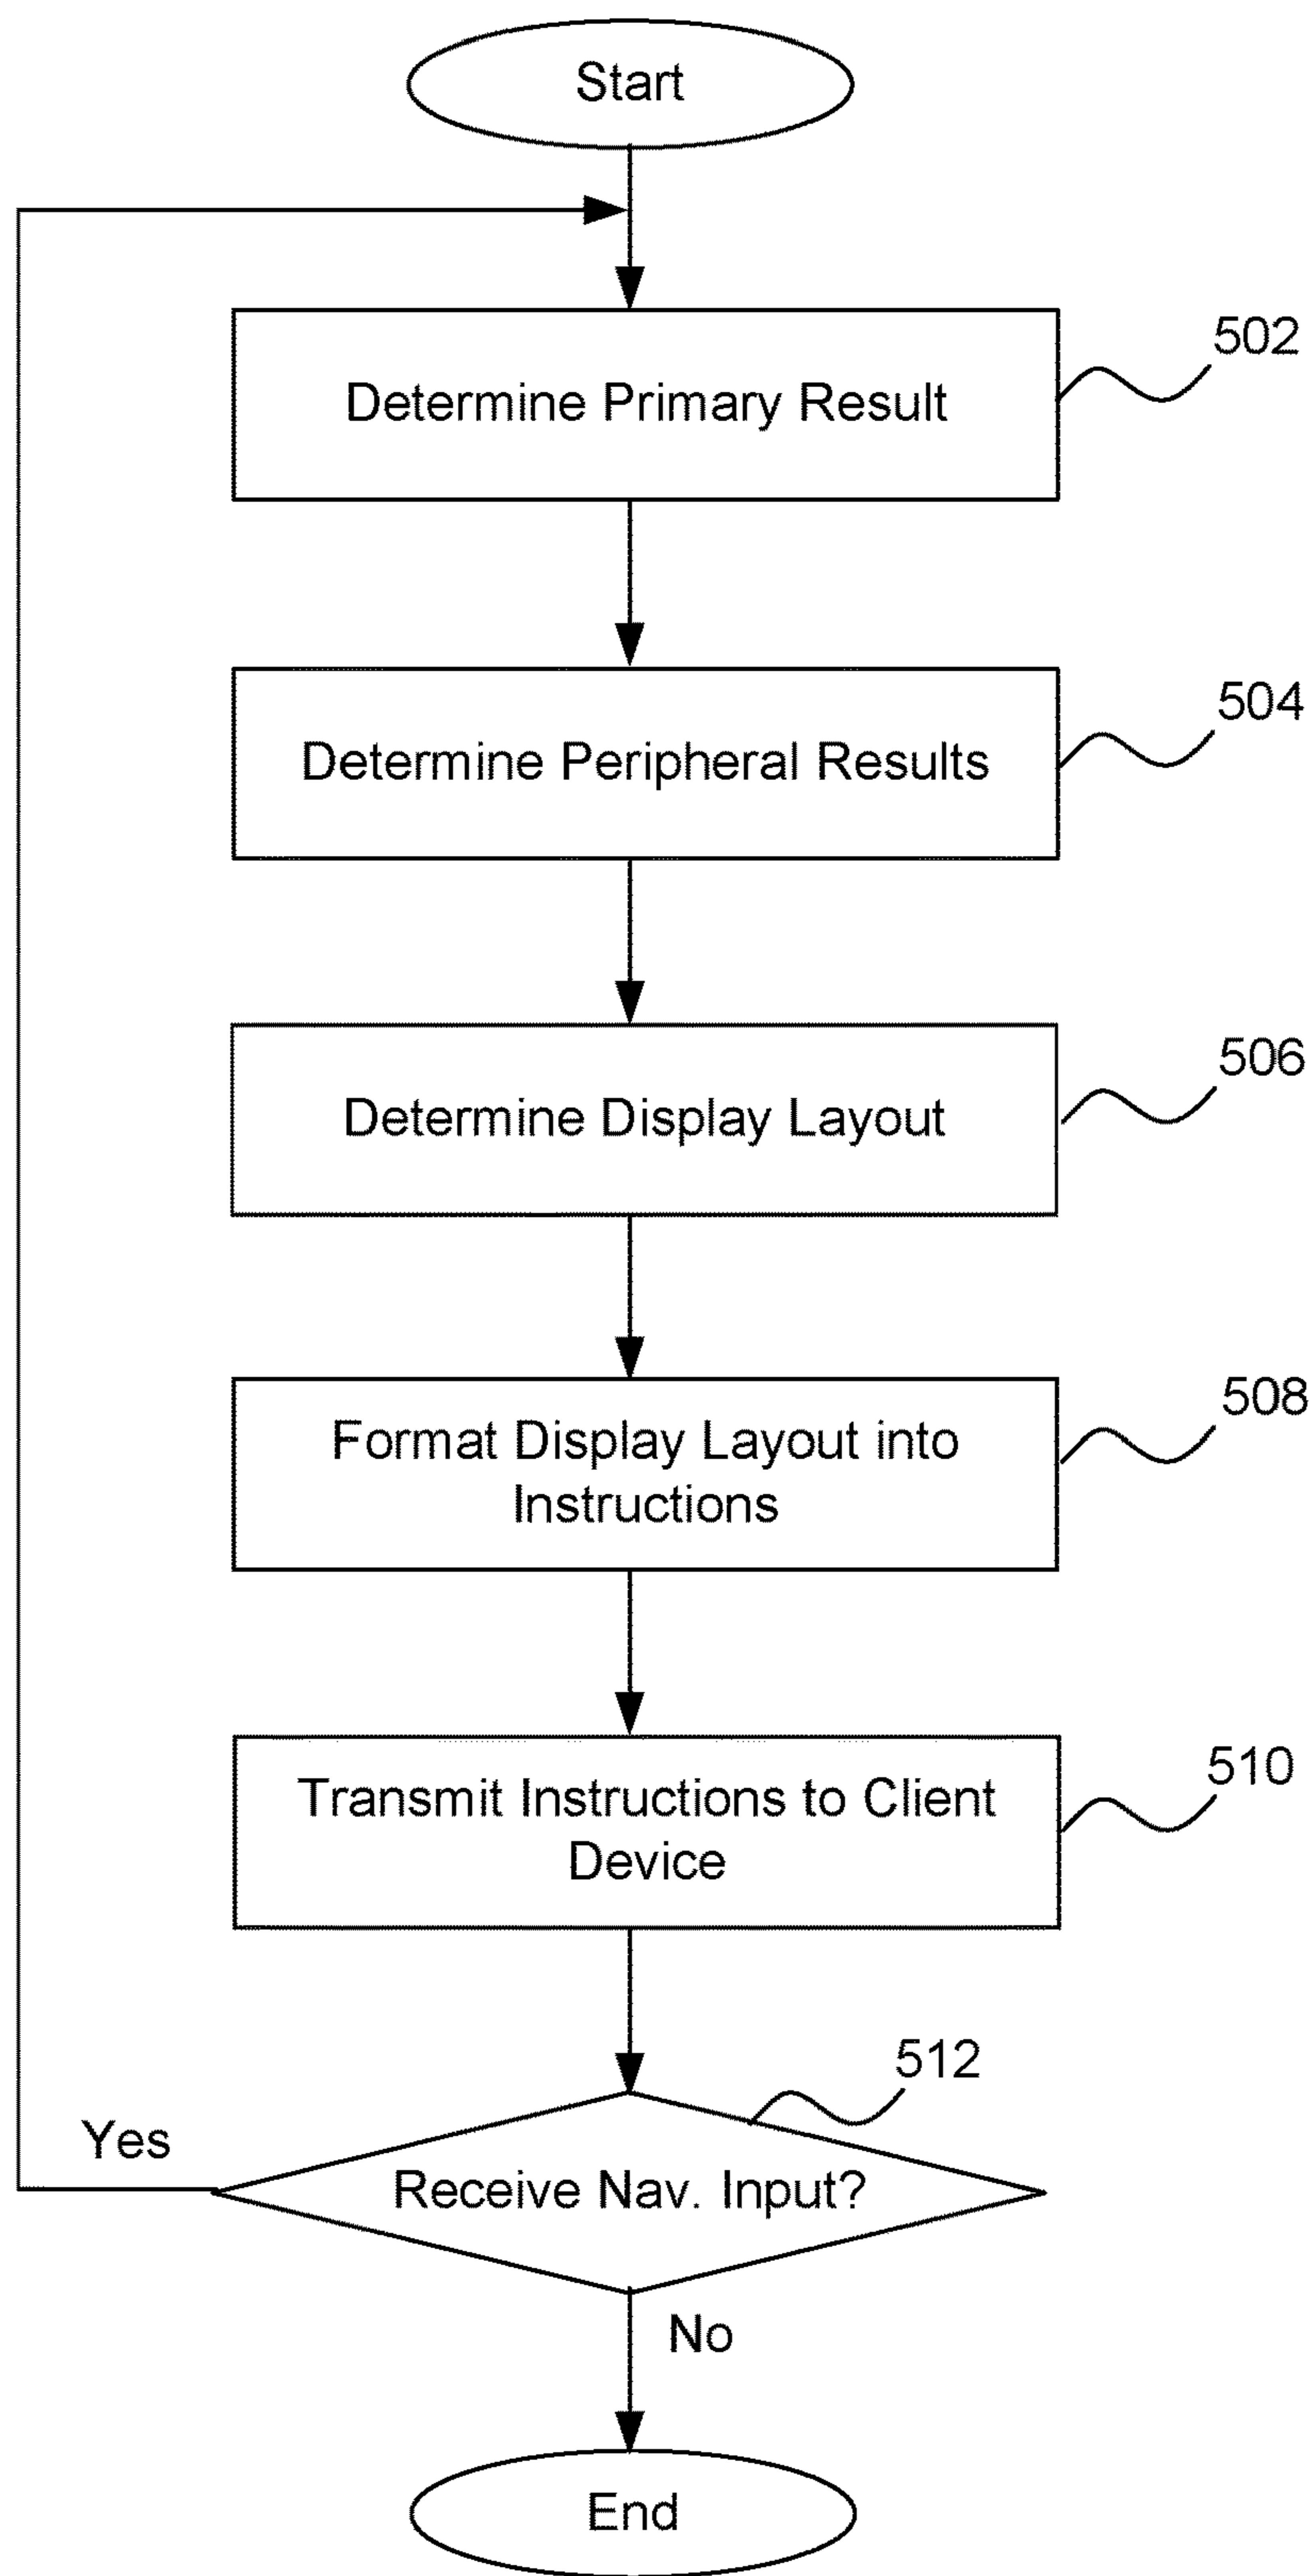 Start
502
Determine Primary Result
504
Determine Peripheral Results
506
Determine Display Layout
508
Format Display Layout into
Instructions
510
Transmit Instructions to Client
Device
512
Yes
Receive Nav. Input?
No
End